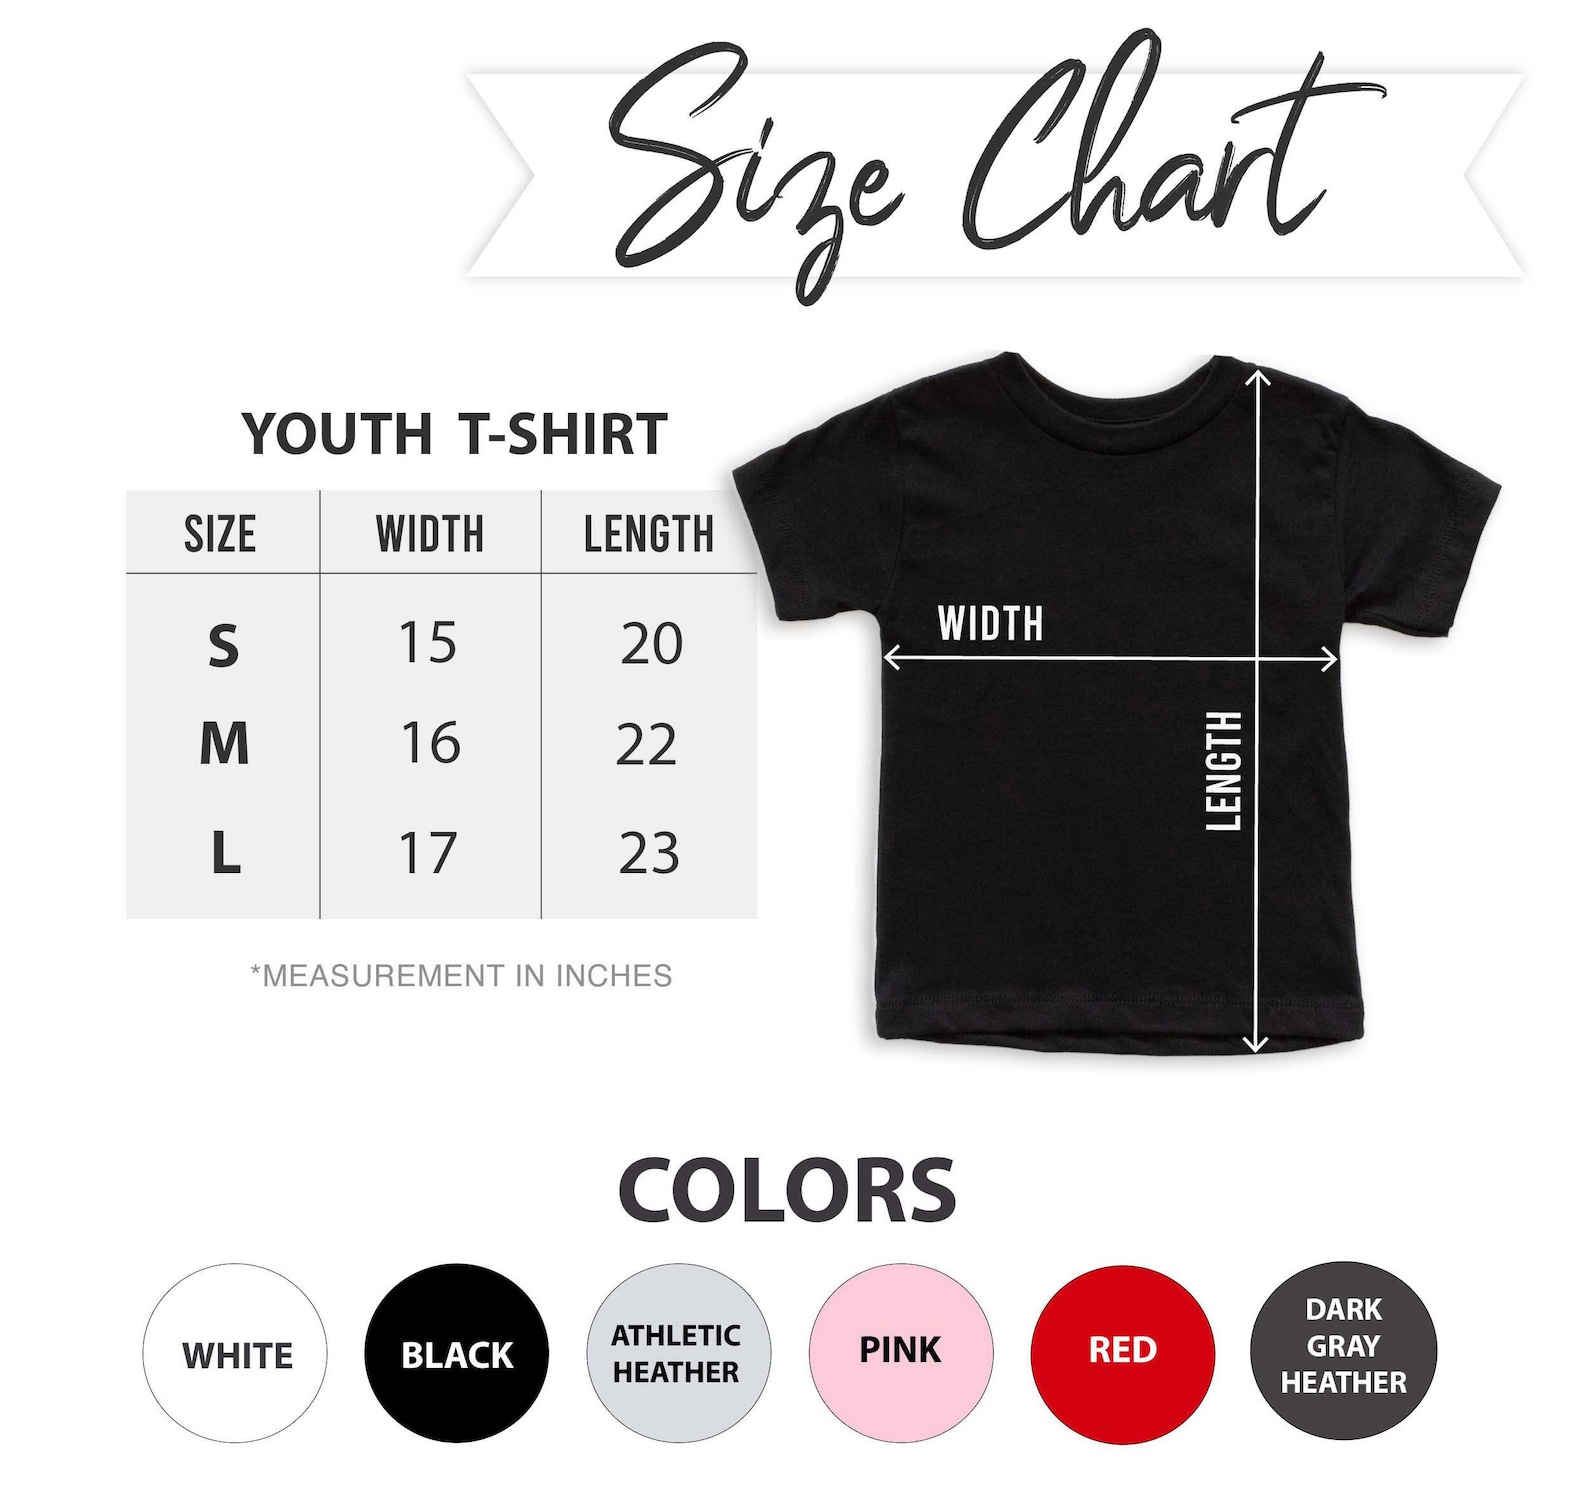 Size Chart
YOUTH T-SHIRT
SIZE WIDTH LENGTH
S 15 20
M 16 22
L 17 23
*MEASUREMENT IN INCHES
WIDTH
LENGTH
COLORS
WHITE
BLACK
ATHLETIC
HEATHER
PINK
RED
DARK
GRAY
HEATHER